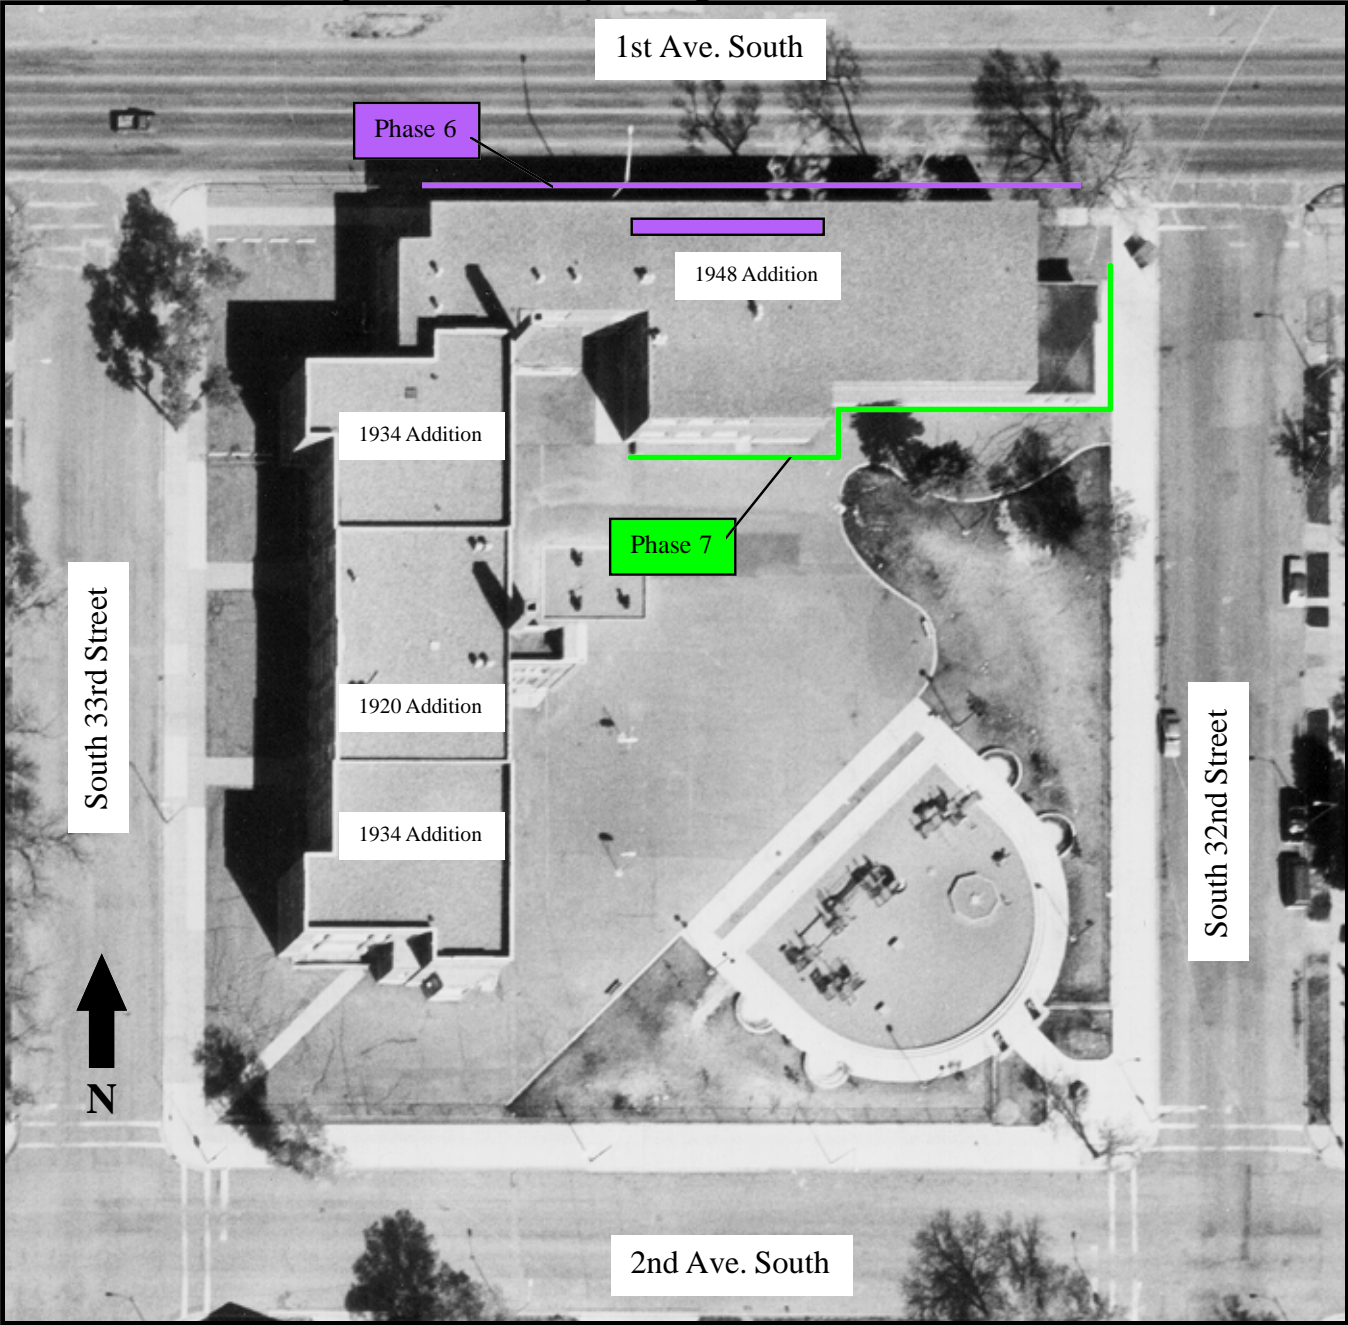 1st Ave. South
Phase 6
1948 Addition
1934 Addition
Phase 7
South 33rd Street
1920 Addition
South 32nd Street
1934 Addition
N
2nd Ave. South